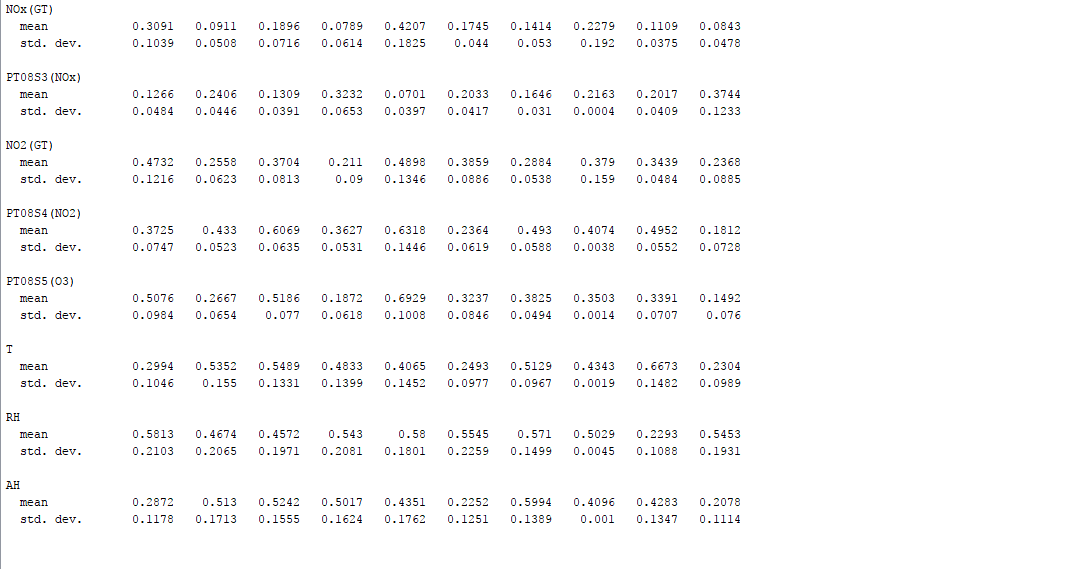 NOx(GT)
mean 0.3091 0.0911 0.1896 0.0789 0.4207 0.1745 0.1414 0.2279 0.1109 0.0843
std. dev. 0.1039 0.0508 0.0716 0.0614 0.1825 0.044 0.053 0.192 0.0375 0.0478
PT08S3(NOx)
mean 0.1266 0.2406 0.1309 0.3232 0.0701 0.2033 0.1646 0.2163 0.2017 0.3744
std. dev. 0.0484 0.0446 0.0391 0.0653 0.0397 0.0417 0.031 0.0004 0.0409 0.1233
NO2(GT)
mean 0.4732 0.2558 0.3704 0.211 0.4898 0.3859 0.2884 0.379 0.3439 0.2368
std. dev. 0.1216 0.0623 0.0813 0.09 0.1346 0.0886 0.0538 0.159 0.0484 0.0885
PT08S4(NO2)
mean 0.3725 0.433 0.6069 0.3627 0.6318 0.2364 0.493 0.4074 0.4952 0.1812
std. dev. 0.0747 0.0523 0.0635 0.0531 0.1446 0.0619 0.0588 0.0038 0.0552 0.0728
PT08S5(O3)
mean 0.5076 0.2667 0.5186 0.1872 0.6929 0.3237 0.3825 0.3503 0.3391 0.1492
std. dev. 0.0984 0.0654 0.077 0.0618 0.1008 0.0846 0.0494 0.0014 0.0707 0.076
T
mean 0.2994 0.5352 0.5489 0.4833 0.4065 0.2493 0.5129 0.4343 0.6673 0.2304
std. dev. 0.1046 0.155 0.1331 0.1399 0.1452 0.0977 0.0967 0.0019 0.1482 0.0989
RH
mean 0.5813 0.4674 0.4572 0.543 0.58 0.5545 0.571 0.5029 0.2293 0.5453
std. dev. 0.2103 0.2065 0.1971 0.2081 0.1801 0.2259 0.1499 0.0045 0.1088 0.1931
AH
mean 0.2872 0.513 0.5242 0.5017 0.4351 0.2252 0.5994 0.4096 0.4283 0.2078
std. dev. 0.1178 0.1713 0.1555 0.1624 0.1762 0.1251 0.1389 0.001 0.1347 0.1114